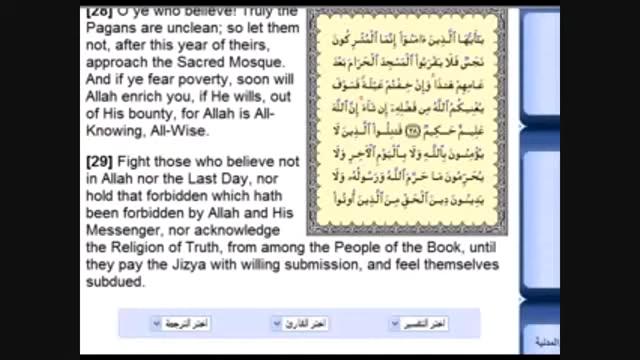 [28] O ye who believe! Truly the
Pagans are unclean; so let them
not, after this year of theirs,
approach the Sacred Mosque.
And if ye fear poverty, soon will
Allah enrich you, if He wills, out
of His bounty, for Allah is All-
Knowing, All-Wise.
[29] Fight those who believe not
in Allah nor the Last Day, nor
hold that forbidden which hath
been forbidden by Allah and His
Messenger, nor acknowledge
the Religion of Truth, from among the People of the Book, until
they pay the Jizya with willing submission, and feel themselves
subdued.
يَٰٓأَيُّهَا ٱلَّذِينَ ءَامَنُوٓا۟ إِنَّمَا ٱلْمُشْرِكُونَ
نَجَسٌ فَلَا يَقْرَبُوا۟ ٱلْمَسْجِدَ ٱلْحَرَامَ بَعْدَ
عَامِهِمْ هَٰذَا وَإِنْ خِفْتُمْ عَيْلَةً فَسَوْفَ
يُغْنِيكُمُ ٱللَّهُ مِن فَضْلِهِۦٓ إِن شَآءَ إِنَّ ٱللَّهَ
عَلِيمٌ حَكِيمٌ ﴿٢٨﴾ قَٰتِلُوا۟ ٱلَّذِينَ لَا
يُؤْمِنُونَ بِٱللَّهِ وَلَا بِٱلْيَوْمِ ٱلْءَاخِرِ وَلَا
يُحَرِّمُونَ مَا حَرَّمَ ٱللَّهُ وَرَسُولُهُۥ وَلَا
يَدِينُونَ دِينَ ٱلْحَقِّ مِنَ ٱلَّذِينَ أُوتُوا۟
اختر التفسير
اختر القارئ
اختر الترجمة
المدنية